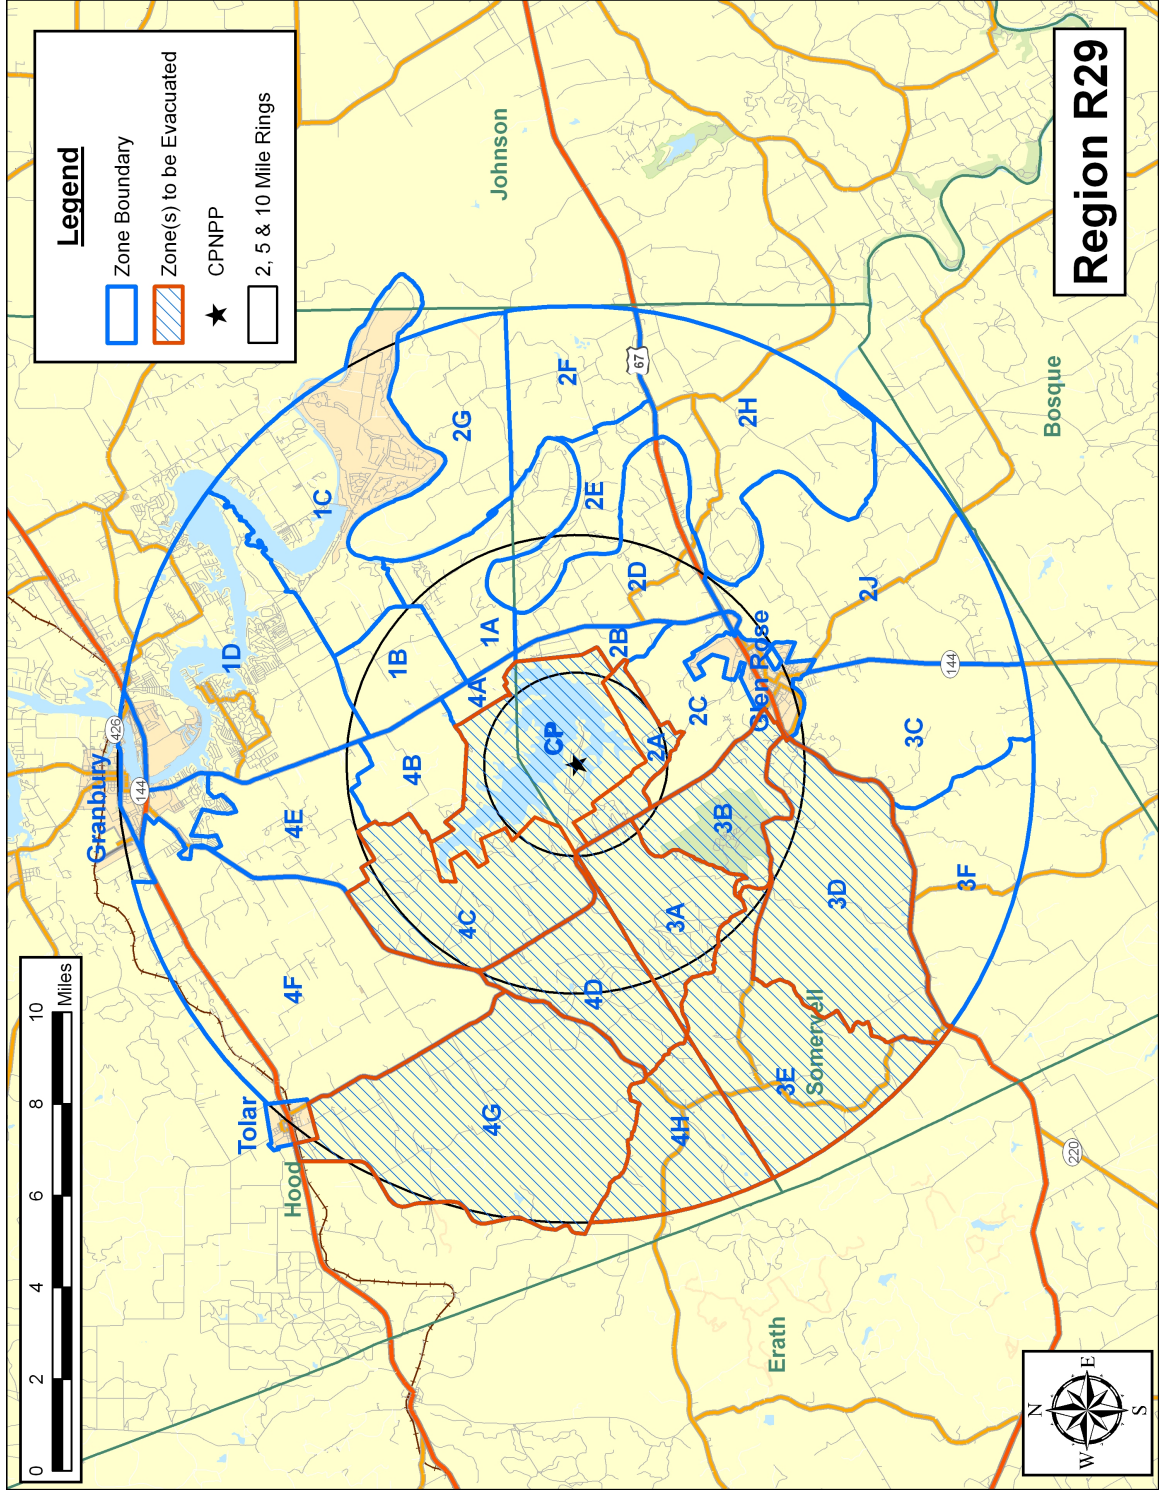 Legend
Zone Boundary
Zone(s) to be Evacuated
CPNPP
2, 5 & 10 Mile Rings
Region R29
0
2
4
6
8
10
Miles
N
E
S
W
Johnson
Bosque
Erath
Hood
Somervell
Granbury
Tolar
Glen Rose
CP
1A
1B
1C
1D
2A
2B
2C
2D
2E
2F
2G
2H
2J
3A
3B
3C
3D
3E
3F
4A
4B
4C
4D
4E
4F
4G
4H
426
144
67
144
220